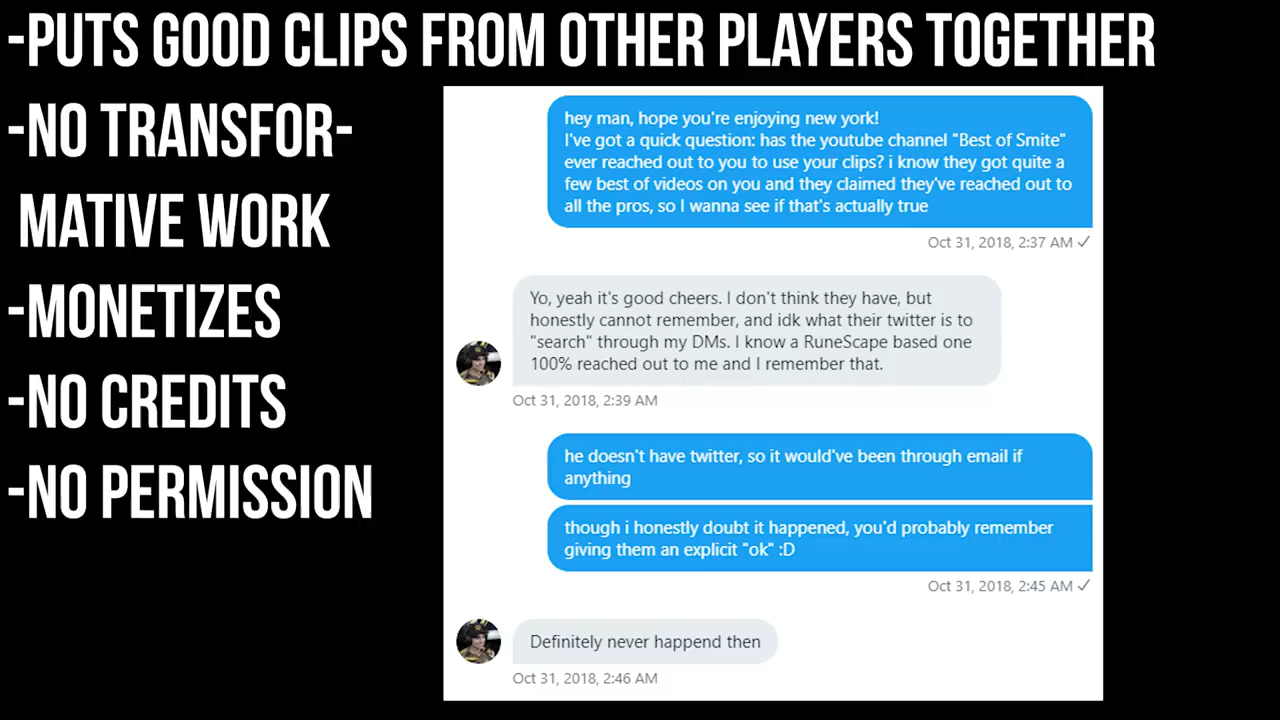 -PUTS GOOD CLIPS FROM OTHER PLAYERS TOGETHER
-NO TRANSFOR-
MATIVE WORK
-MONETIZES
-NO CREDITS
-NO PERMISSION
hey man, hope you're enjoying new york!
I've got a quick question: has the youtube channel "Best of Smite"
ever reached out to you to use your clips? i know they got quite a
few best of videos on you and they claimed they've reached out to
all the pros, so I wanna see if that's actually true
Oct 31, 2018, 2:37 AM ✓
Yo, yeah it's good cheers. I don't think they have, but
honestly cannot remember, and idk what their twitter is to
"search" through my DMs. I know a RuneScape based one
100% reached out to me and I remember that.
Oct 31, 2018, 2:39 AM
he doesn't have twitter, so it would've been through email if
anything
though i honestly doubt it happened, you'd probably remember
giving them an explicit "ok" :D
Oct 31, 2018, 2:45 AM ✓
Definitely never happend then
Oct 31, 2018, 2:46 AM